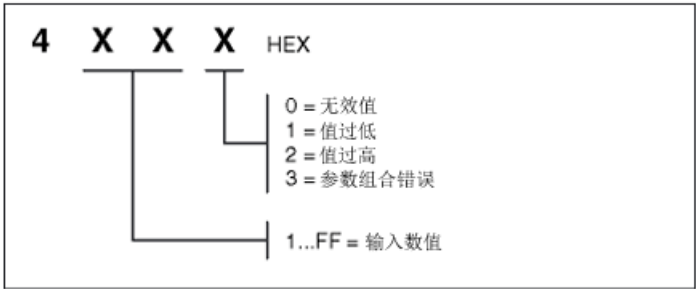 4 X X X HEX
0 = 无效值
1 = 值过低
2 = 值过高
3 = 参数组合错误
1...FF = 输入数值